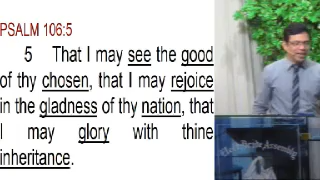 PSALM 106:5
5 That I may see the good
of thy chosen, that I may rejoice
in the gladness of thy nation, that
I may glory with thine
inheritance.